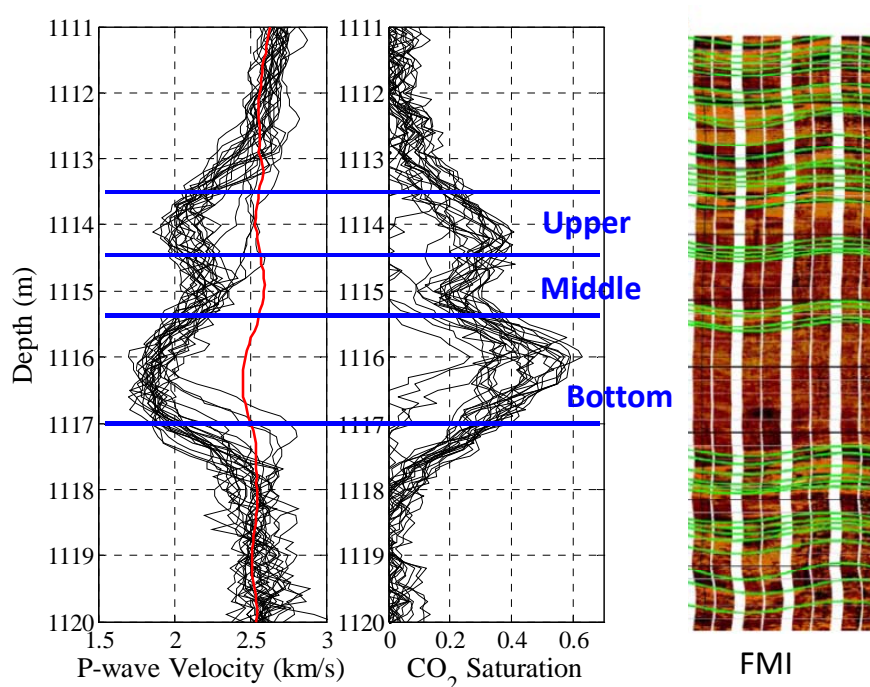 1111
1112
1113
1114
1115
1116
1117
1118
1119
1120
Depth (m)
1.5 2 2.5 3
P-wave Velocity (km/s)
1111
1112
1113
1114
1115
1116
1117
1118
1119
1120
0 0.2 0.4 0.6
CO₂ Saturation
Upper
Middle
Bottom
FMI